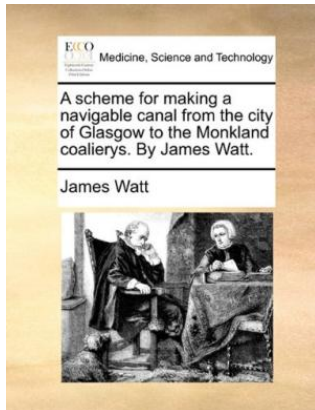 ECCO
Medicine, Science and Technology
A scheme for making a
navigable canal from the city
of Glasgow to the Monkland
coalierys. By James Watt.
James Watt